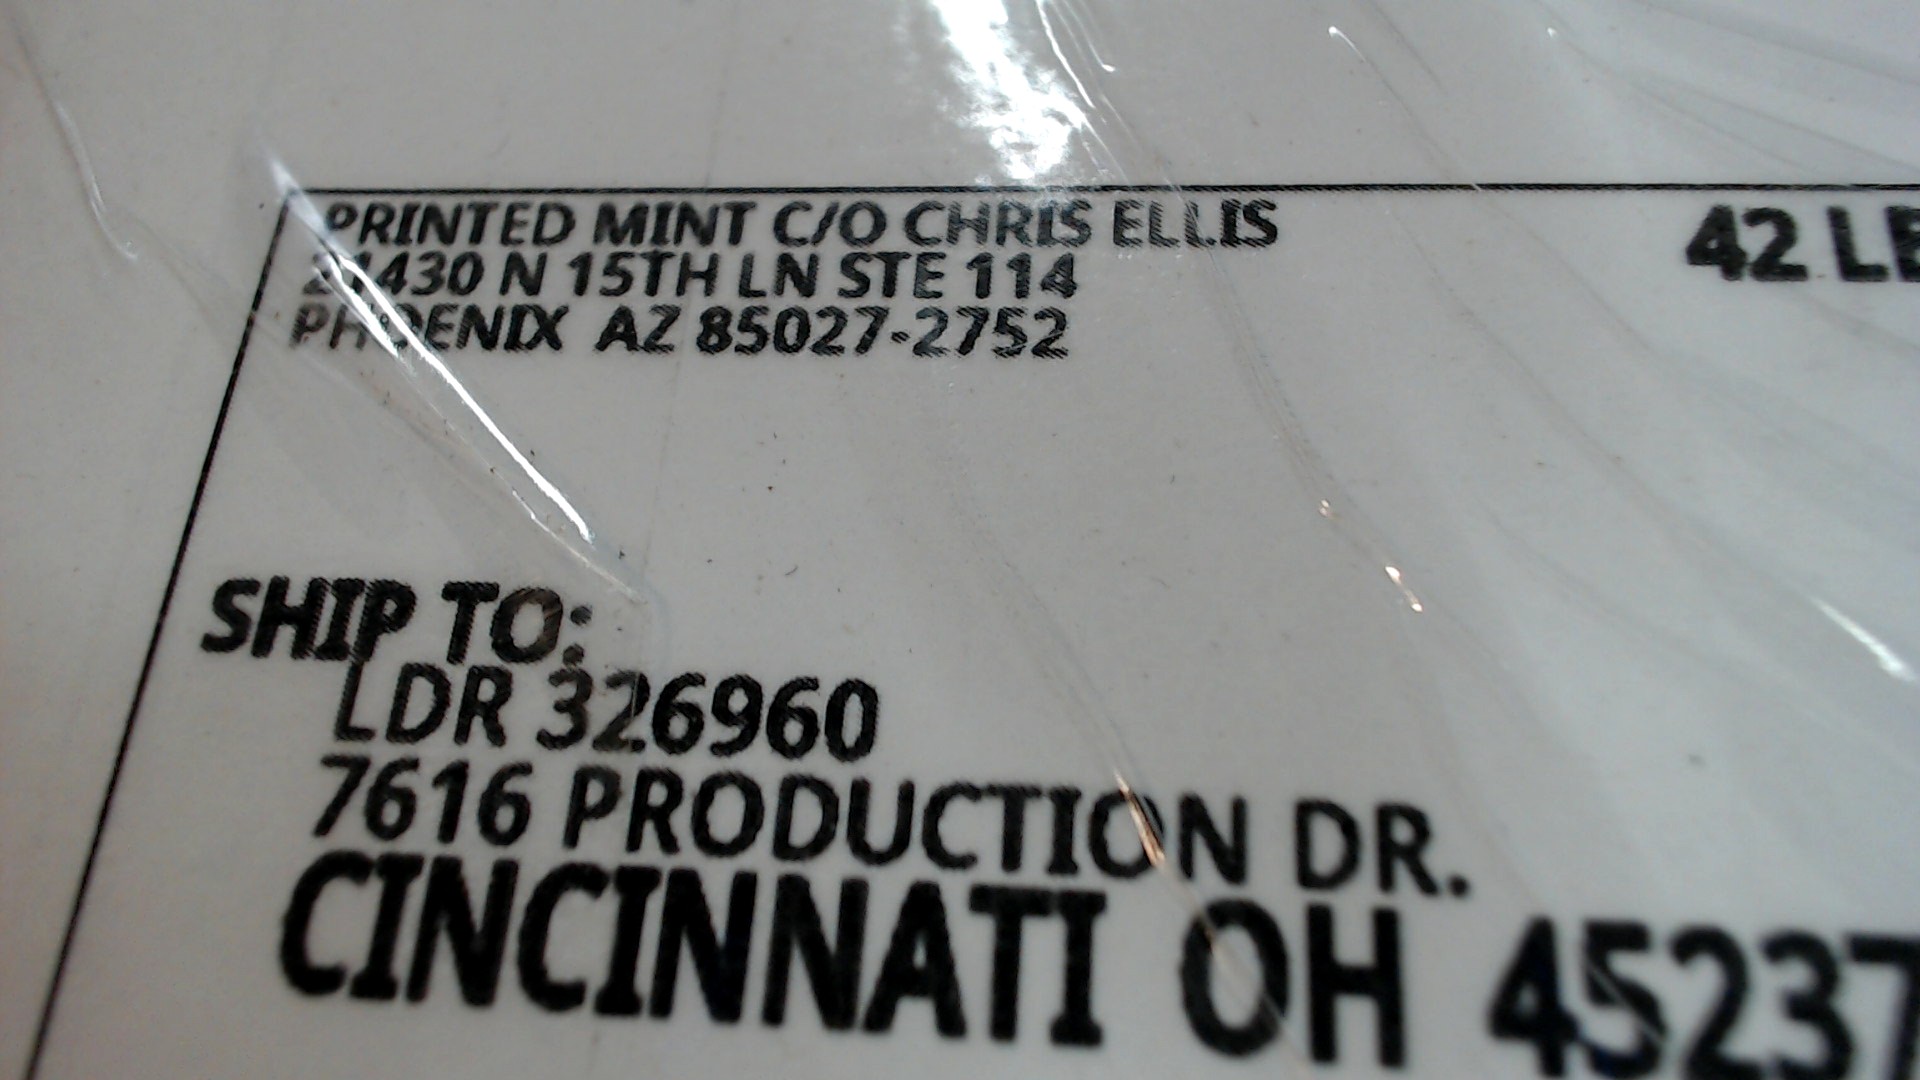 PRINTED MINT C/O CHRIS ELLIS
21430 N 15TH LN STE 114
PHOENIX AZ 85027-2752
42 LB
SHIP TO:
LDR 326960
7616 PRODUCTION DR.
CINCINNATI OH 45237